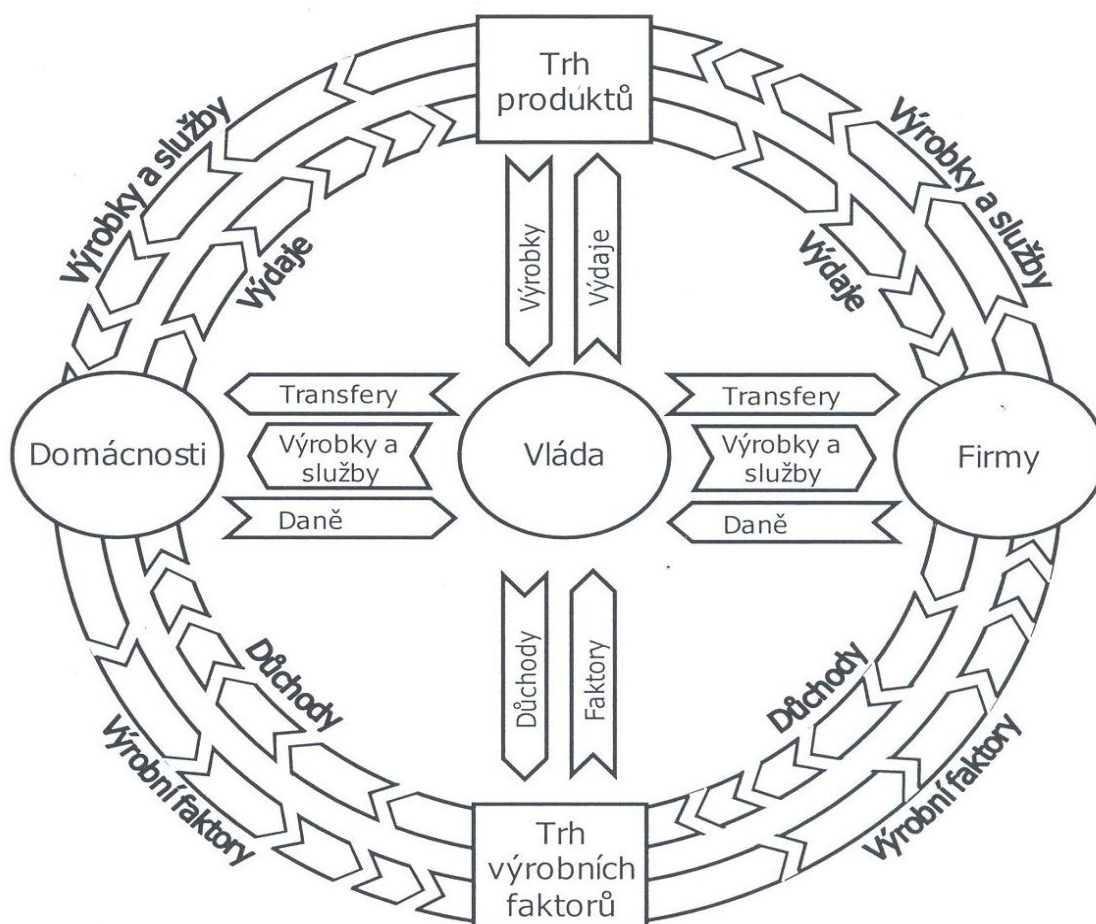 Trh
produktů
Výrobky a služby
Výdaje
Výrobky a služby
Výdaje
Výrobky
Výdaje
Transfery
Transfery
Domácnosti
Výrobky a
služby
Vláda
Výrobky a
služby
Firmy
Daně
Daně
Důchody
Faktory
Důchody
Výrobní faktory
Důchody
Výrobní faktory
Trh
výrobních
faktorů